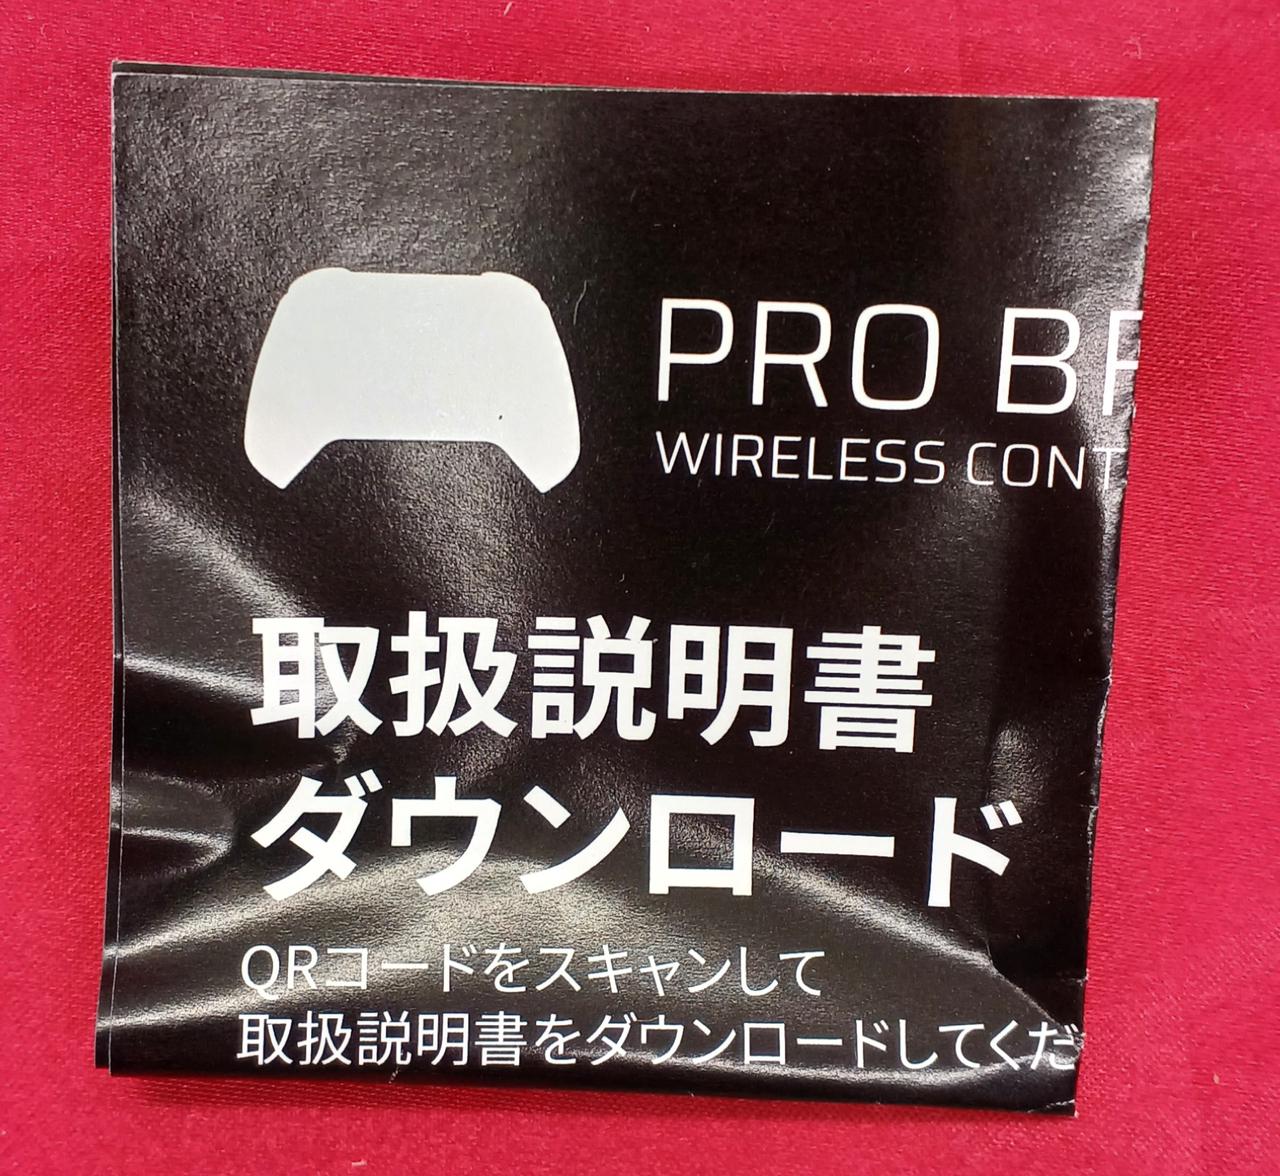 PRO BR
WIRELESS CONT
取扱説明書
ダウンロード
QRコードをスキャンして
取扱説明書をダウンロードしてくだ